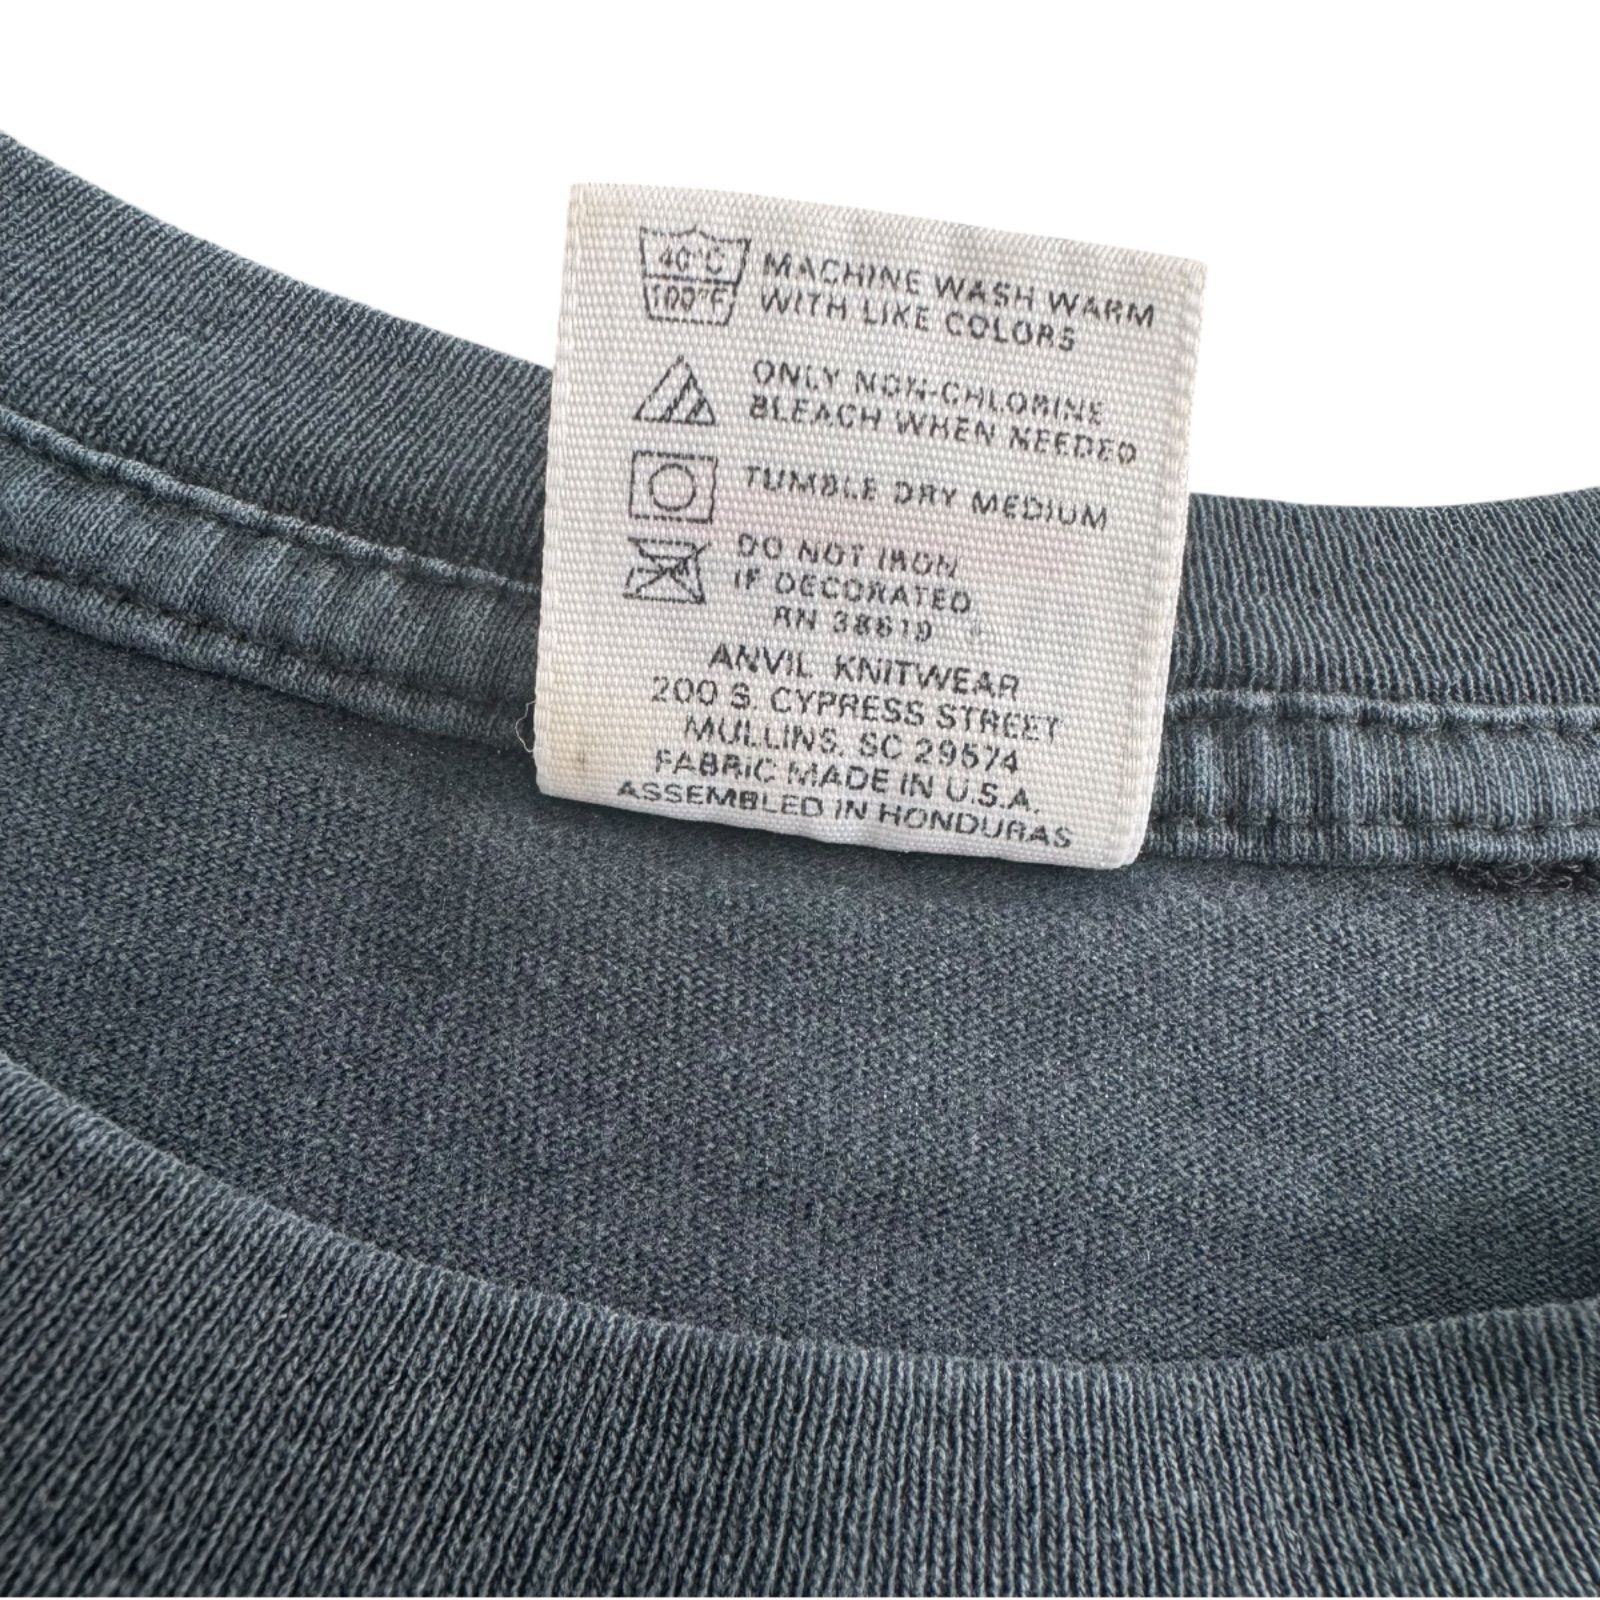 40°C
100°F
MACHINE WASH WARM
WITH LIKE COLORS
ONLY NON-CHLORINE
BLEACH WHEN NEEDED
TUMBLE DRY MEDIUM
DO NOT IRON
IF DECORATED
RN 38619
ANVIL KNITWEAR
200 S. CYPRESS STREET
MULLINS, SC 29574
FABRIC MADE IN U.S.A.
ASSEMBLED IN HONDURAS